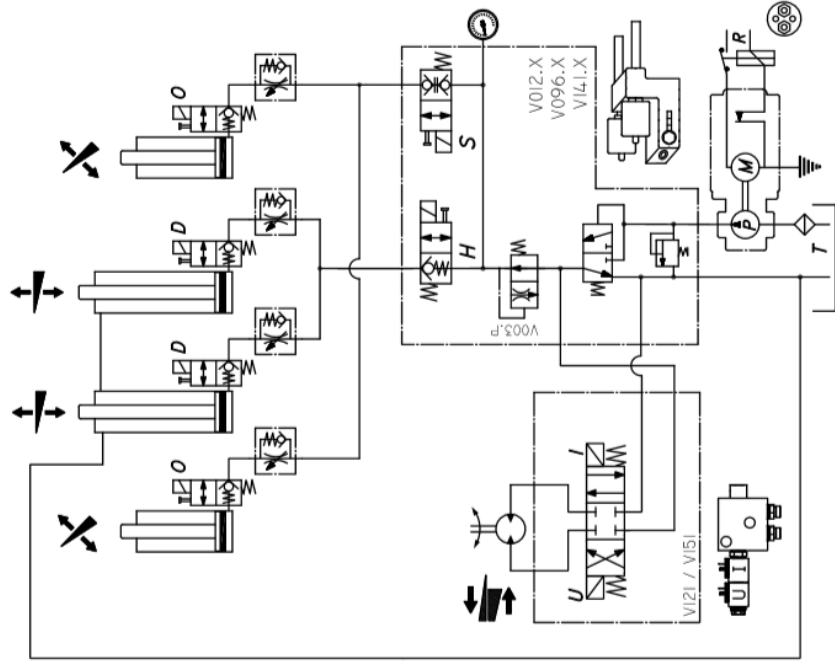 O
D
D
O
S
H
V012.X
V096.X
V141.X
V003.P
R
M
P
T
I
U
V121 / V151
U I